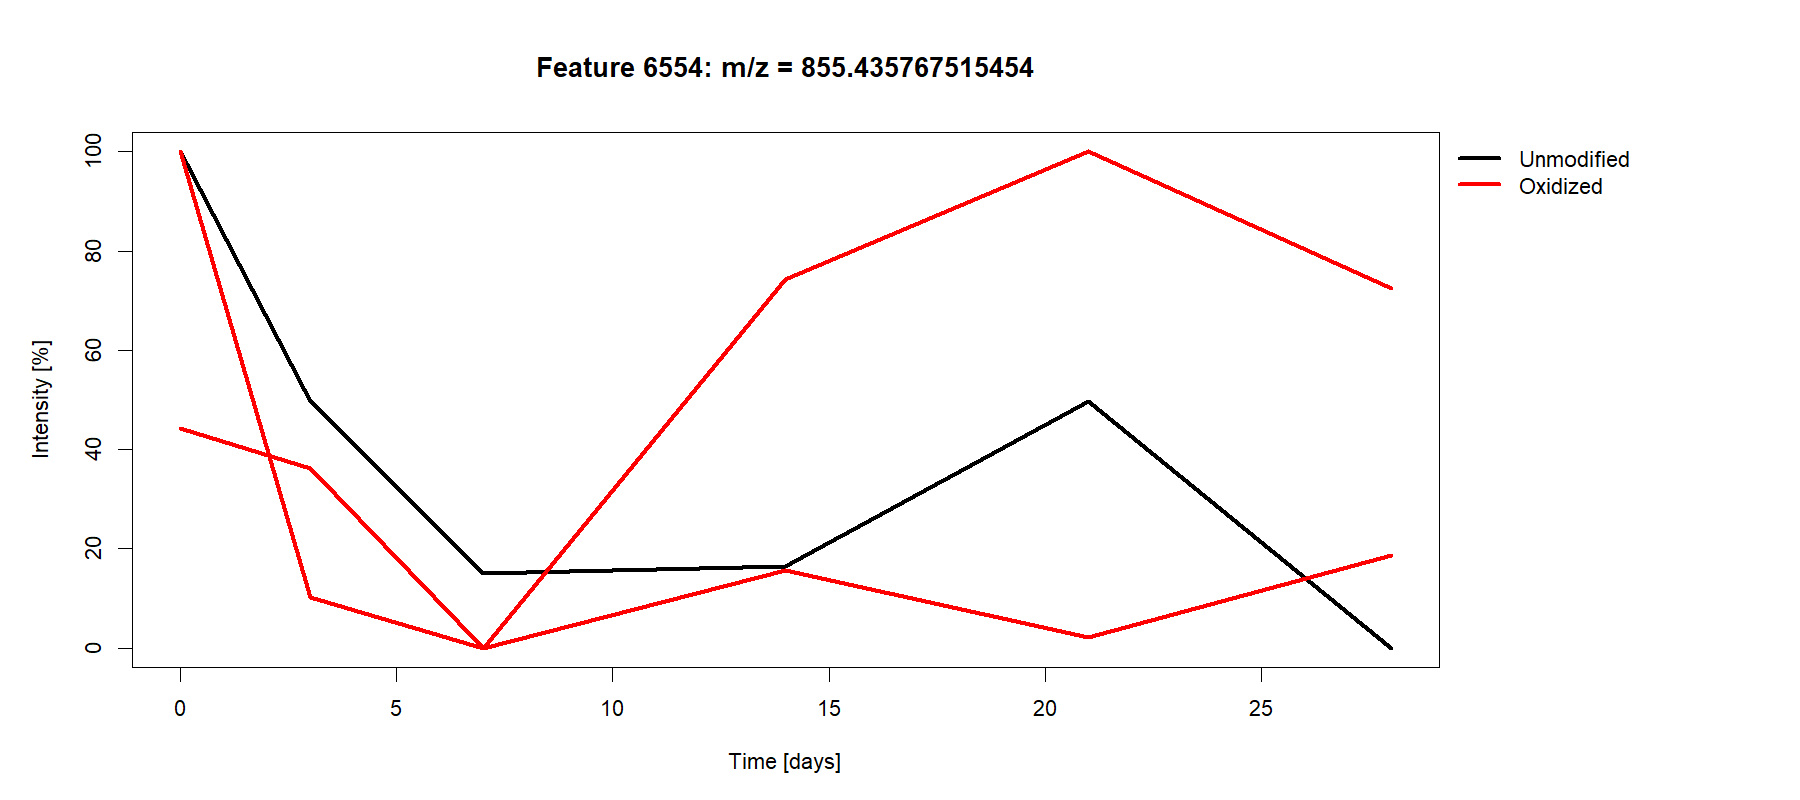 Feature 6554: m/z = 855.435767515454
Unmodified
Oxidized
Intensity [%]
100
80
60
40
20
0
0 5 10 15 20 25
Time [days]